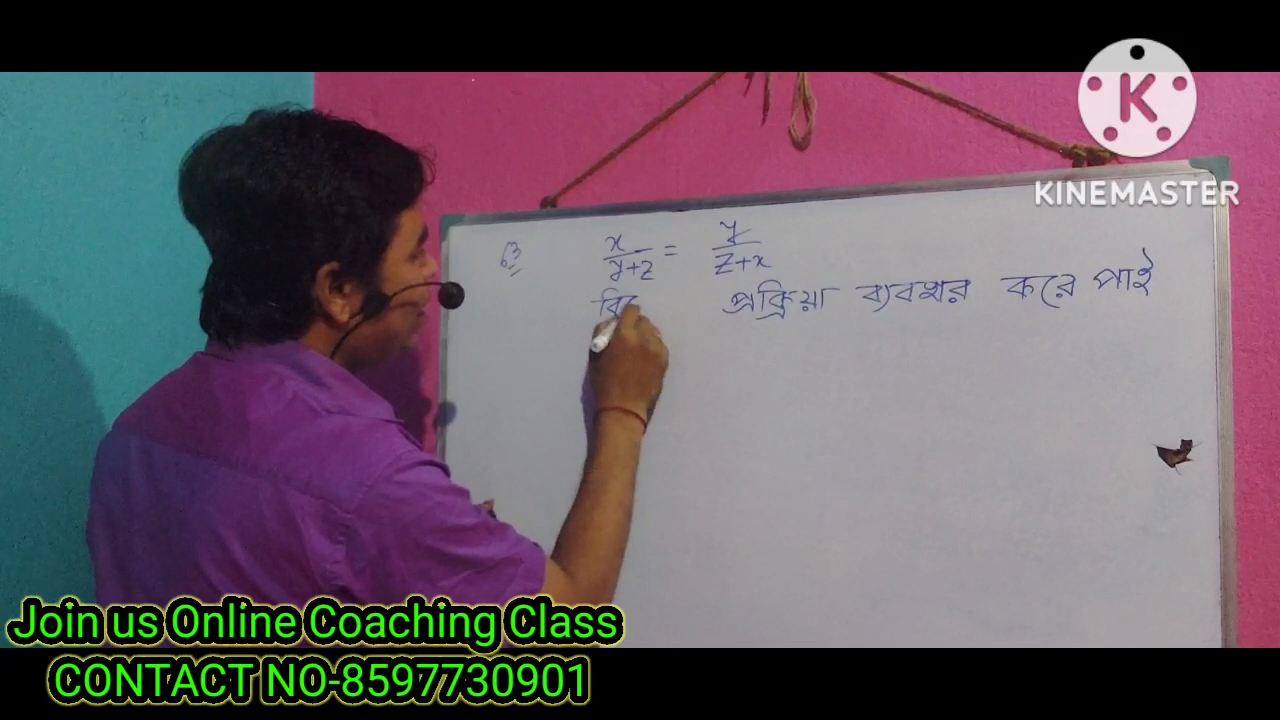 K
KINEMASTER
x/y+z = y/z+x
প্রক্রিয়া ব্যবহার করে পাই
Join us Online Coaching Class
CONTACT NO-8597730901